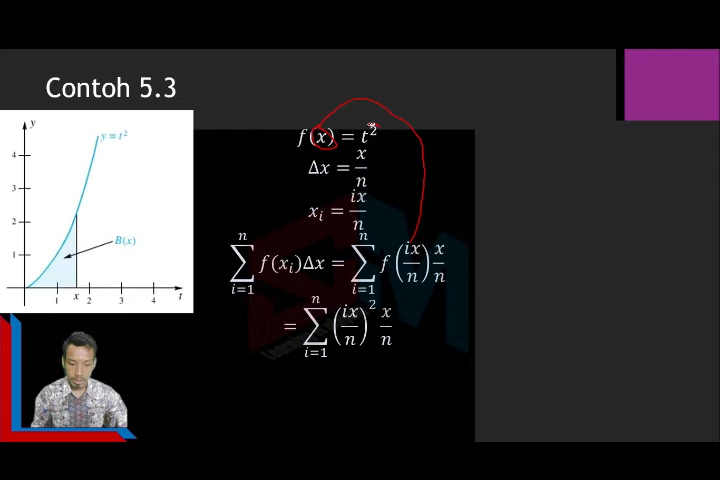 Contoh 5.3
y
y = t²
4
3
2
1
B(x)
1 x 2 3 4 t
f(x) = t²
Δx = x/n
xᵢ = ix/n
∑ᵢ₌₁ⁿ f(xᵢ)Δx = ∑ᵢ₌₁ⁿ f(ix/n) x/n
= ∑ᵢ₌₁ⁿ (ix/n)² x/n